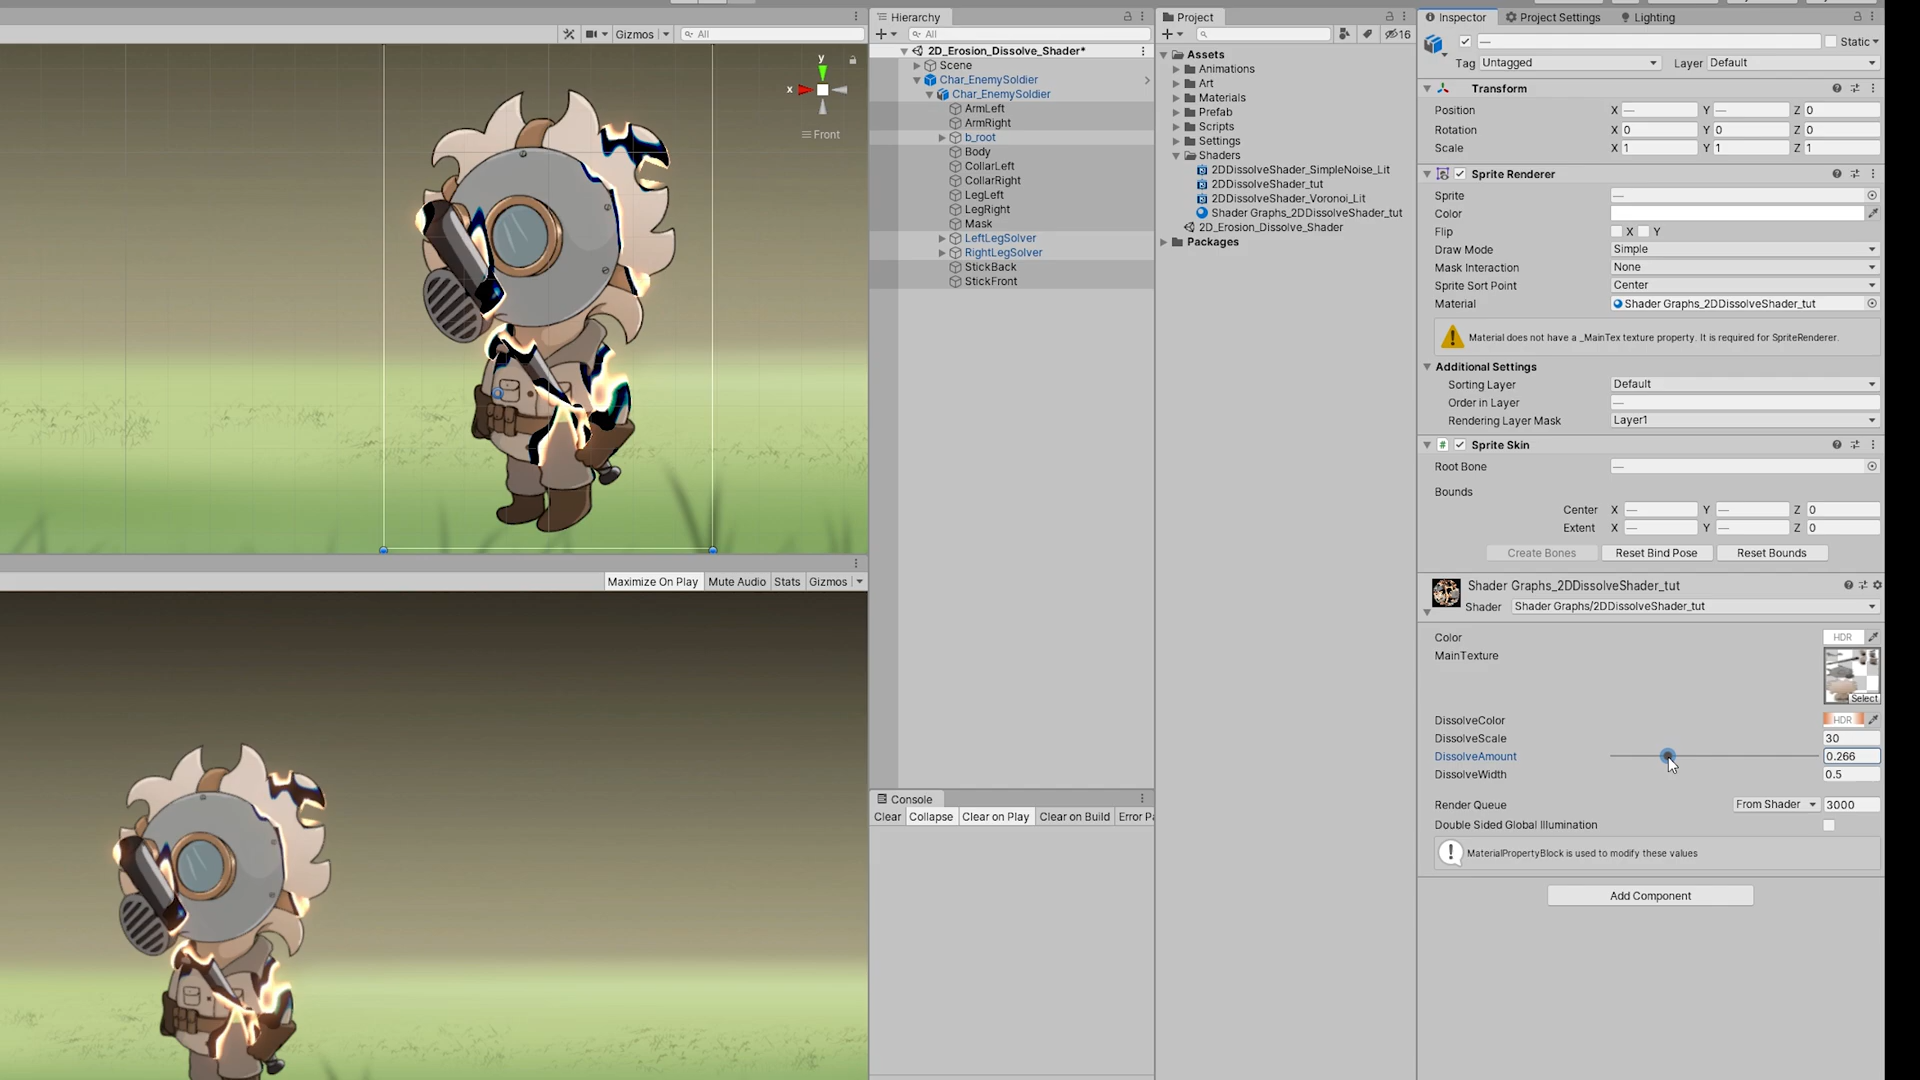 Gizmos
All
y
x
Front
Maximize On Play
Mute Audio
Stats
Gizmos
Hierarchy
All
2D_Erosion_Dissolve_Shader*
Scene
Char_EnemySoldier
Char_EnemySoldier
ArmLeft
ArmRight
b_root
Body
CollarLeft
CollarRight
LegLeft
LegRight
Mask
LeftLegSolver
RightLegSolver
StickBack
StickFront
Console
Clear
Collapse
Clear on Play
Clear on Build
Error Pa
Project
16
Assets
Animations
Art
Materials
Prefab
Scripts
Settings
Shaders
2DDissolveShader_SimpleNoise_Lit
2DDissolveShader_tut
2DDissolveShader_Voronoi_Lit
Shader Graphs_2DDissolveShader_tut
2D_Erosion_Dissolve_Shader
Packages
Inspector
Project Settings
Lighting
—
Static
Tag Untagged
Layer Default
Transform
Position X — Y — Z 0
Rotation X 0 Y 0 Z 0
Scale X 1 Y 1 Z 1
Sprite Renderer
Sprite —
Color
Flip X Y
Draw Mode Simple
Mask Interaction None
Sprite Sort Point Center
Material Shader Graphs_2DDissolveShader_tut
Material does not have a _MainTex texture property. It is required for SpriteRenderer.
Additional Settings
Sorting Layer Default
Order in Layer —
Rendering Layer Mask Layer1
# Sprite Skin
Root Bone —
Bounds
Center X — Y — Z 0
Extent X — Y — Z 0
Create Bones
Reset Bind Pose
Reset Bounds
Shader Graphs_2DDissolveShader_tut
Shader Shader Graphs/2DDissolveShader_tut
Color HDR
MainTexture
Select
DissolveColor HDR
DissolveScale 30
DissolveAmount 0.266
DissolveWidth 0.5
Render Queue From Shader 3000
Double Sided Global Illumination
MaterialPropertyBlock is used to modify these values
Add Component